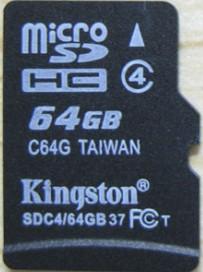 micro
SD
HC 4
64GB
C64G TAIWAN
Kingston®
SDC4/64GB 37 FC T